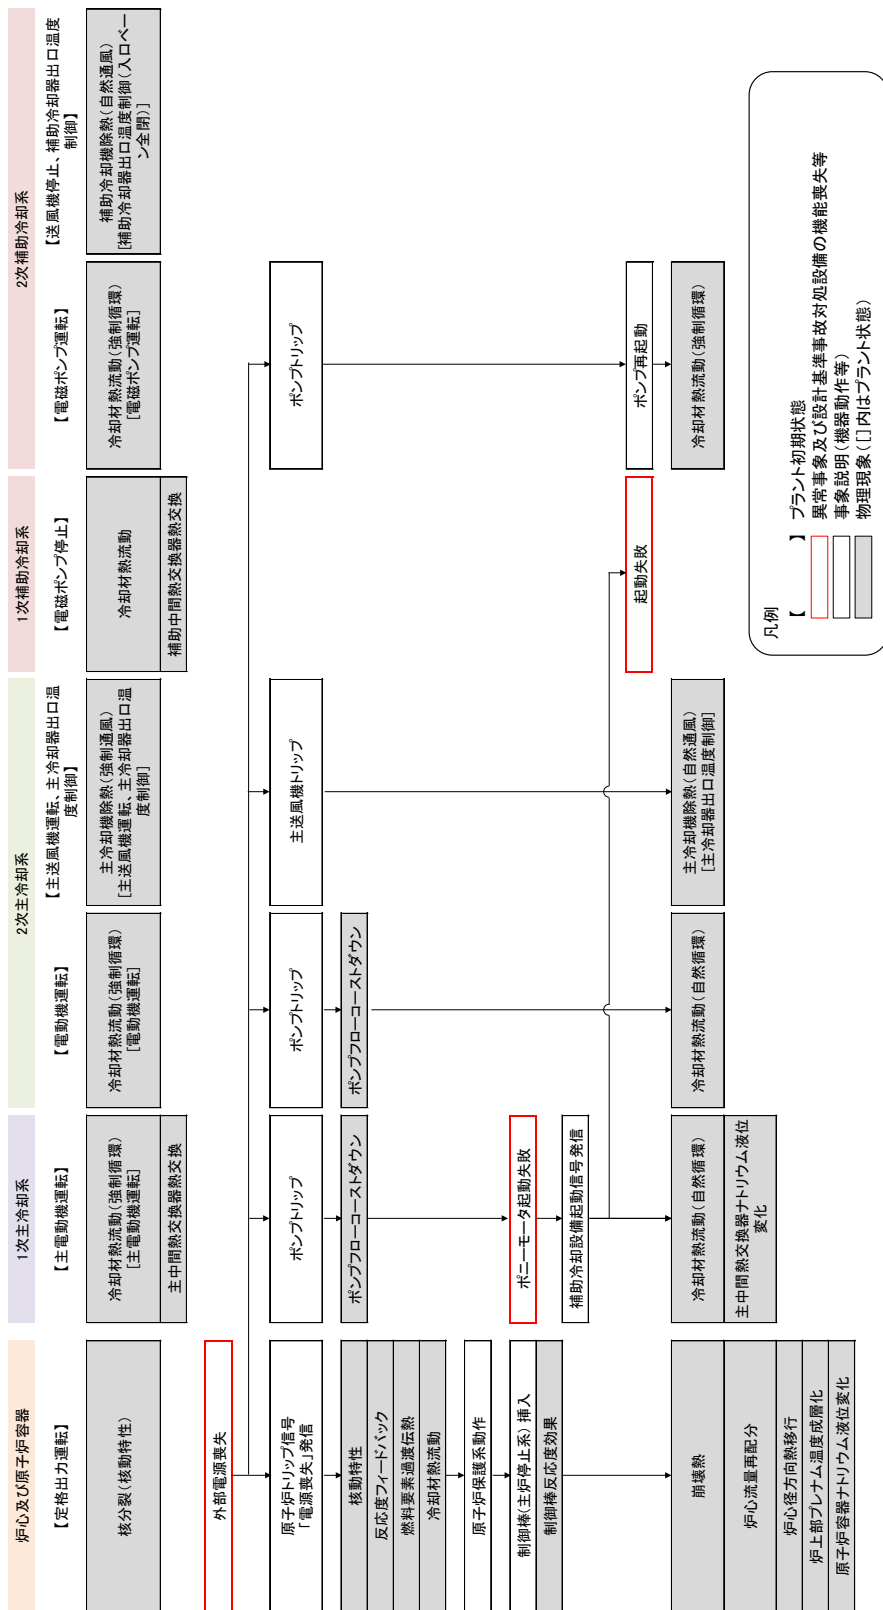 炉心及び原子炉容器
1次主冷却系
2次主冷却系
1次補助冷却系
2次補助冷却系
【定格出力運転】
【主電動機運転】
【電動機運転】
【主送風機運転、主冷却器出口温
度制御】
【電磁ポンプ停止】
【電磁ポンプ運転】
【送風機停止、補助冷却器出口温度
制御】
核分裂(核動特性)
冷却材熱流動(強制循環)
[主電動機運転]
主中間熱交換器熱交換
冷却材熱流動(強制循環)
[電動機運転]
主冷却機除熱(強制通風)
[主送風機運転、主冷却器出口温
度制御]
冷却材熱流動
補助中間熱交換器熱交換
冷却材熱流動(強制循環)
[電磁ポンプ運転]
補助冷却機除熱(自然通風)
[補助冷却器出口温度制御(入口ベー
ン全閉)]
外部電源喪失
原子炉トリップ信号
「電源喪失」発信
ポンプトリップ
ポンプトリップ
主送風機トリップ
ポンプトリップ
核動特性
反応度フィードバック
燃料要素過渡伝熱
冷却材熱流動
ポンプフローコーストダウン
ポンプフローコーストダウン
原子炉保護系動作
制御棒(主炉停止系)挿入
制御棒反応度効果
ポニーモータ起動失敗
補助冷却設備起動信号発信
起動失敗
ポンプ再起動
崩壊熱
炉心流量再配分
炉心径方向熱移行
炉上部プレナム温度成層化
原子炉容器ナトリウム液位変化
冷却材熱流動(自然循環)
主中間熱交換器ナトリウム液位
変化
冷却材熱流動(自然循環)
主冷却機除熱(自然通風)
[主冷却器出口温度制御]
冷却材熱流動(強制循環)
凡例
【 】 プラント初期状態
異常事象及び設計基準事故対処設備の機能喪失等
事象説明(機器動作等)
物理現象([]内はプラント状態)